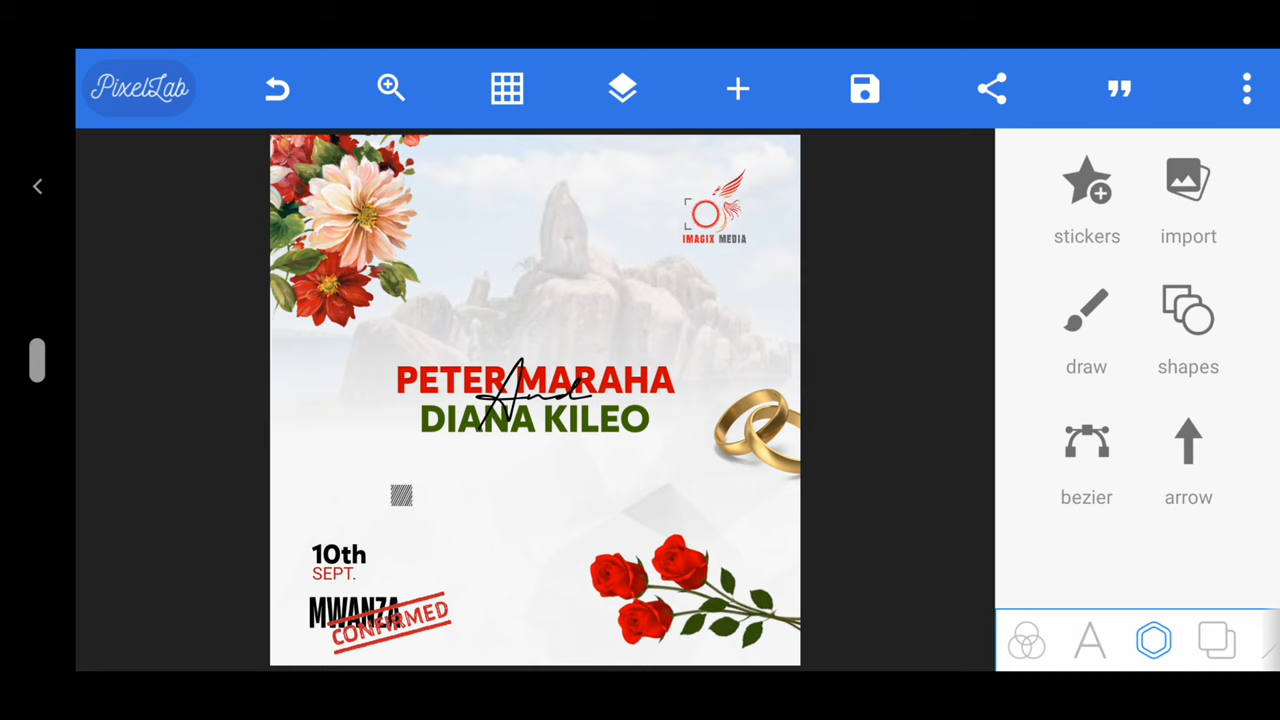 PixelLab
IMAGIX MEDIA
PETER MARAHA
And
DIANA KILEO
10th
SEPT.
MWANZA
CONFIRMED
stickers
import
draw
shapes
bezier
arrow